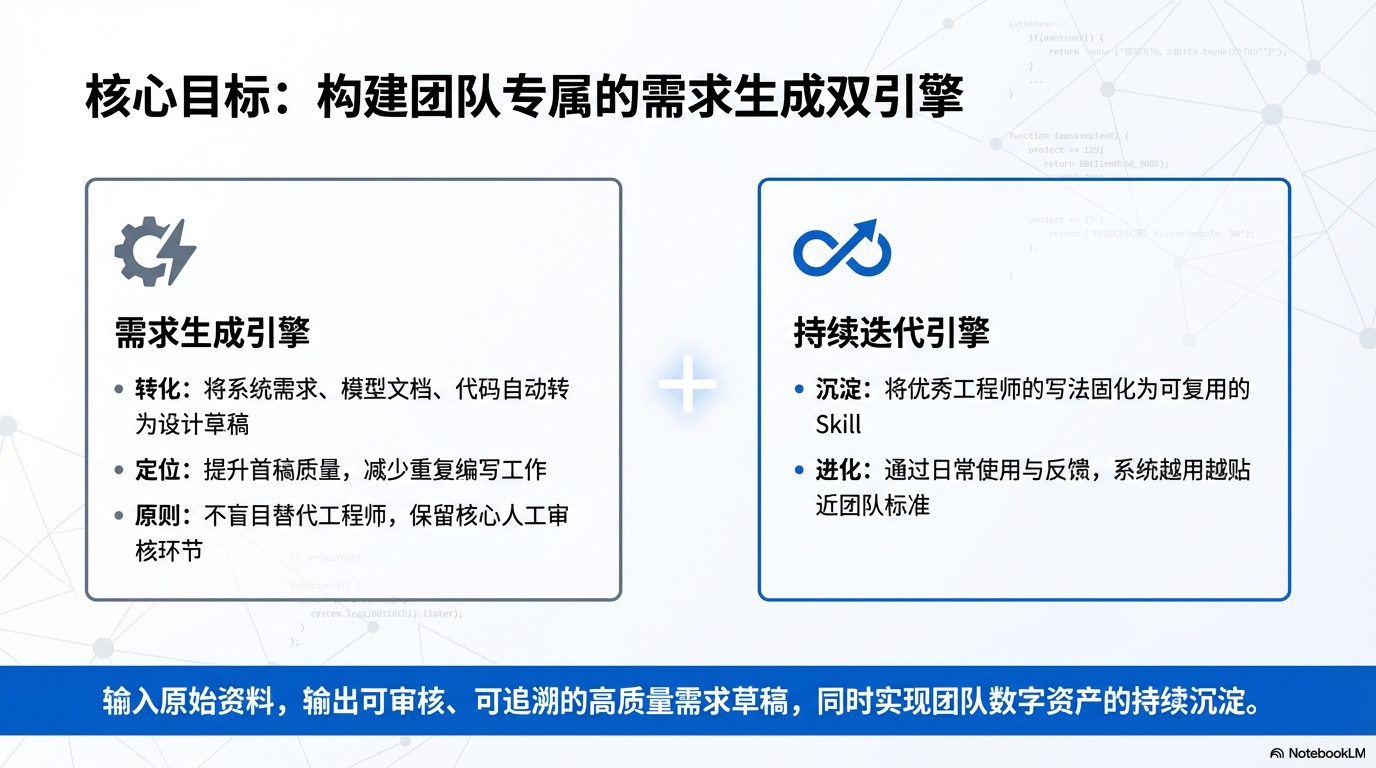 核心目标：构建团队专属的需求生成双引擎
需求生成引擎
• 转化：将系统需求、模型文档、代码自动转
为设计草稿
• 定位：提升首稿质量，减少重复编写工作
• 原则：不盲目替代工程师，保留核心人工审
核环节
+
持续迭代引擎
• 沉淀：将优秀工程师的写法固化为可复用的
Skill
• 进化：通过日常使用与反馈，系统越用越贴
近团队标准
输入原始资料，输出可审核、可追溯的高质量需求草稿，同时实现团队数字资产的持续沉淀。
NotebookLM